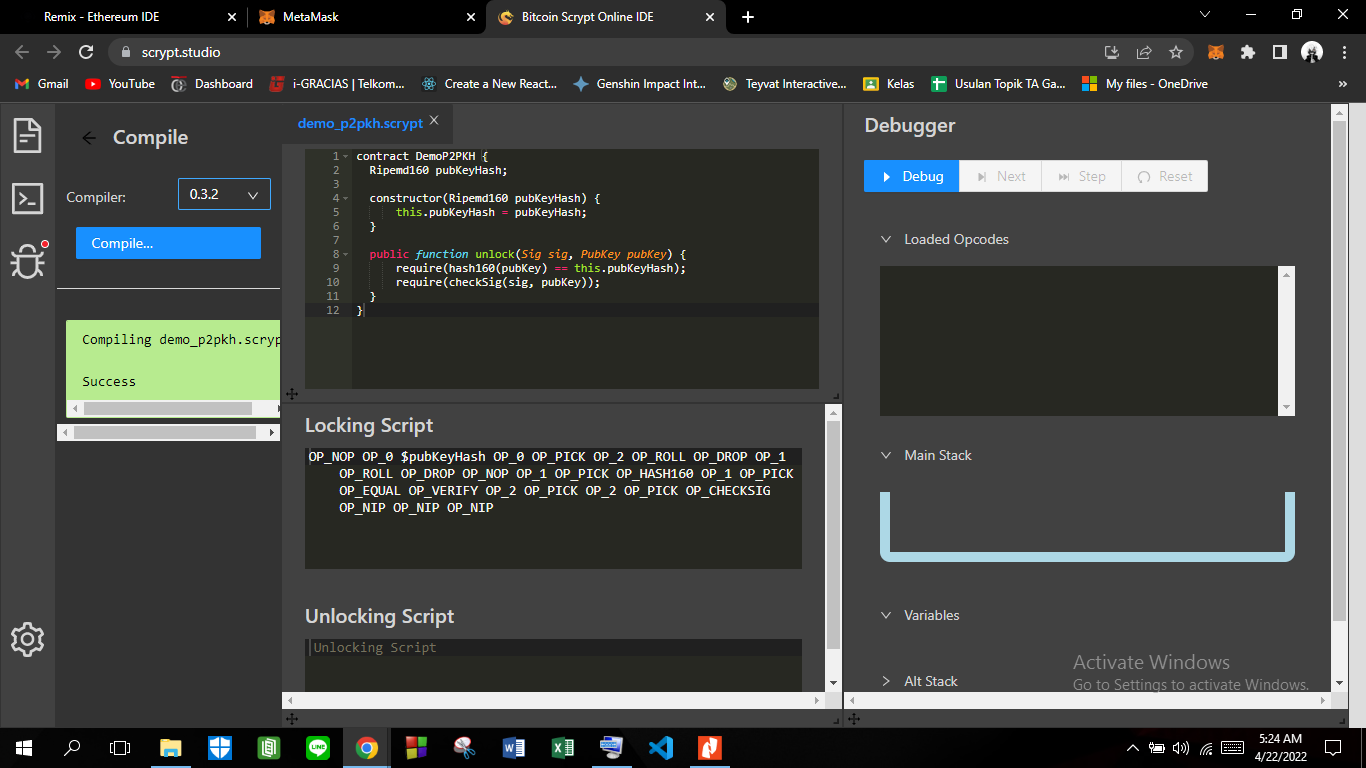 Remix - Ethereum IDE
MetaMask
Bitcoin Scrypt Online IDE
scrypt.studio
Gmail
YouTube
Dashboard
i-GRACIAS | Telkom...
Create a New React...
Genshin Impact Int...
Teyvat Interactive...
Kelas
Usulan Topik TA Ga...
My files - OneDrive
»
Compile
Compiler:
0.3.2
Compile...
Compiling demo_p2pkh.scryp
Success
demo_p2pkh.scrypt
1 contract DemoP2PKH {
2 Ripemd160 pubKeyHash;
3
4 constructor(Ripemd160 pubKeyHash) {
5 this.pubKeyHash = pubKeyHash;
6 }
7
8 public function unlock(Sig sig, PubKey pubKey) {
9 require(hash160(pubKey) == this.pubKeyHash);
10 require(checkSig(sig, pubKey));
11 }
12 }
Locking Script
OP_NOP OP_0 $pubKeyHash OP_0 OP_PICK OP_2 OP_ROLL OP_DROP OP_1
OP_ROLL OP_DROP OP_NOP OP_1 OP_PICK OP_HASH160 OP_1 OP_PICK
OP_EQUAL OP_VERIFY OP_2 OP_PICK OP_2 OP_PICK OP_CHECKSIG
OP_NIP OP_NIP OP_NIP
Unlocking Script
Unlocking Script
Debugger
Debug
Next
Step
Reset
Loaded Opcodes
Main Stack
Variables
Alt Stack
Activate Windows
Go to Settings to activate Windows.
5:24 AM
4/22/2022